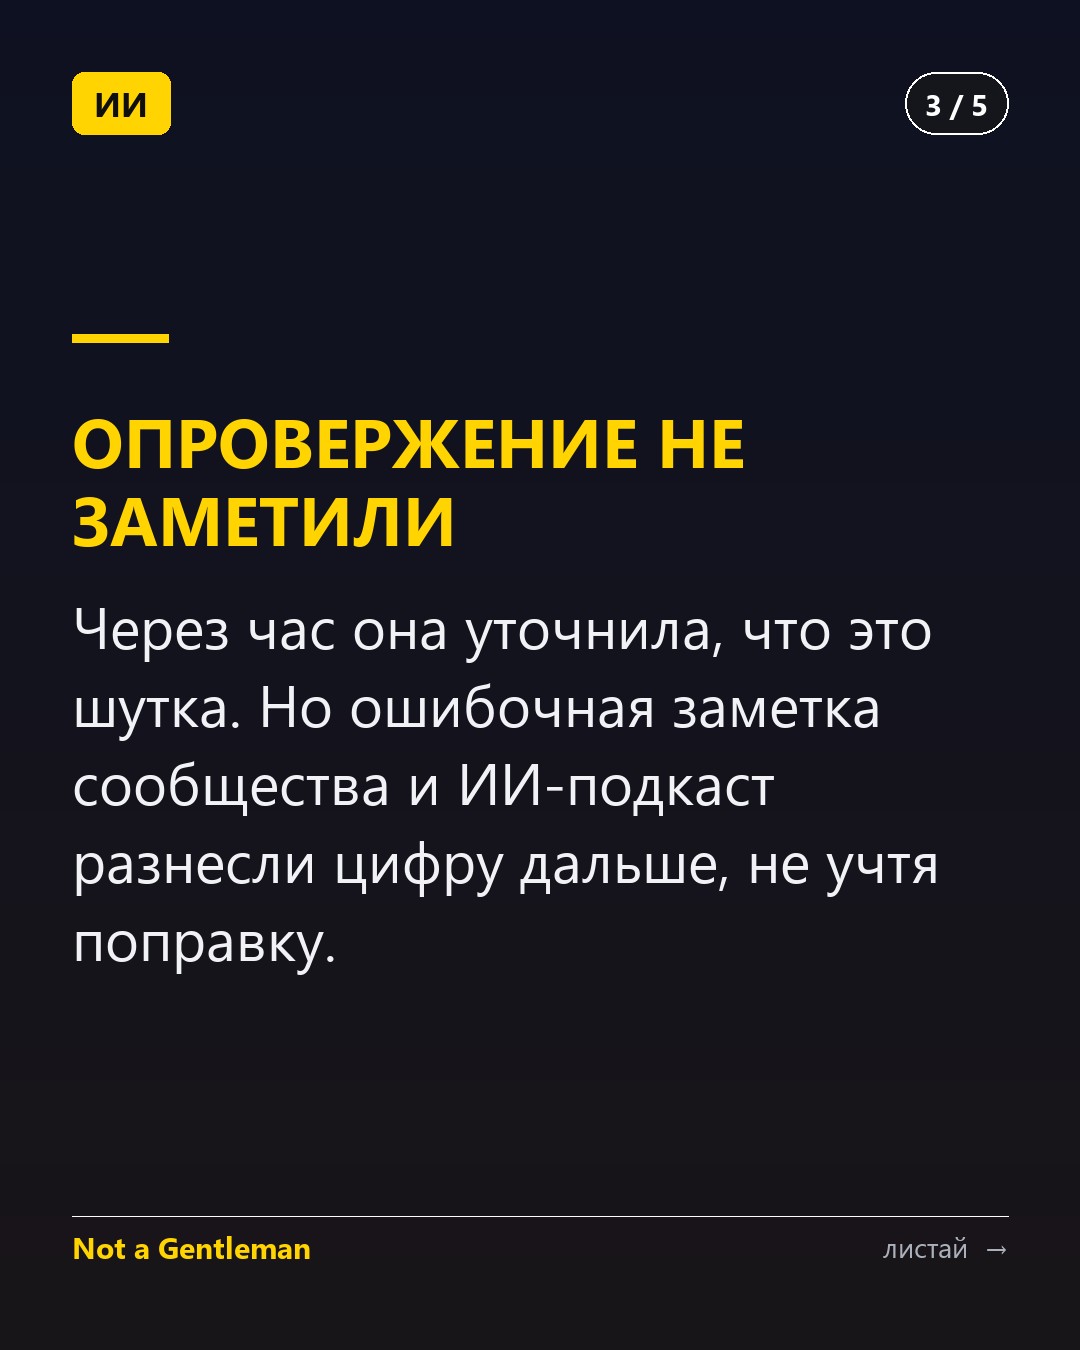 ИИ
3 / 5
ОПРОВЕРЖЕНИЕ НЕ
ЗАМЕТИЛИ
Через час она уточнила, что это
шутка. Но ошибочная заметка
сообщества и ИИ-подкаст
разнесли цифру дальше, не учтя
поправку.
Not a Gentleman
листай →